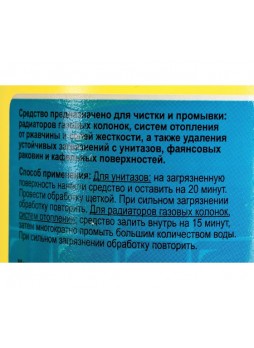 Средство предназначено для чистки и промывки:
радиаторов газовых колонок, систем отопления
от ржавчины и солей жесткости, а также удаления
устойчивых загрязнений с унитазов, фаянсовых
раковин и кафельных поверхностей.
Способ применения: Для унитазов: на загрязненную
поверхность нанести средство и оставить на 20 минут.
Провести обработку щеткой. При сильном загрязнении
обработку повторить. Для радиаторов газовых колонок,
систем отопления: средство залить внутрь на 15 минут,
затем многократно промыть большим количеством воды.
При сильном загрязнении обработку повторить.